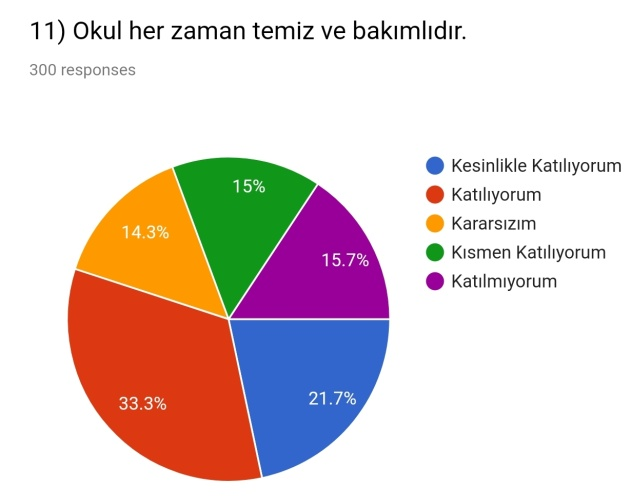 11) Okul her zaman temiz ve bakımlıdır.
300 responses
Kesinlikle Katılıyorum
Katılıyorum
Kararsızım
Kısmen Katılıyorum
Katılmıyorum
15%
14.3%
15.7%
33.3%
21.7%